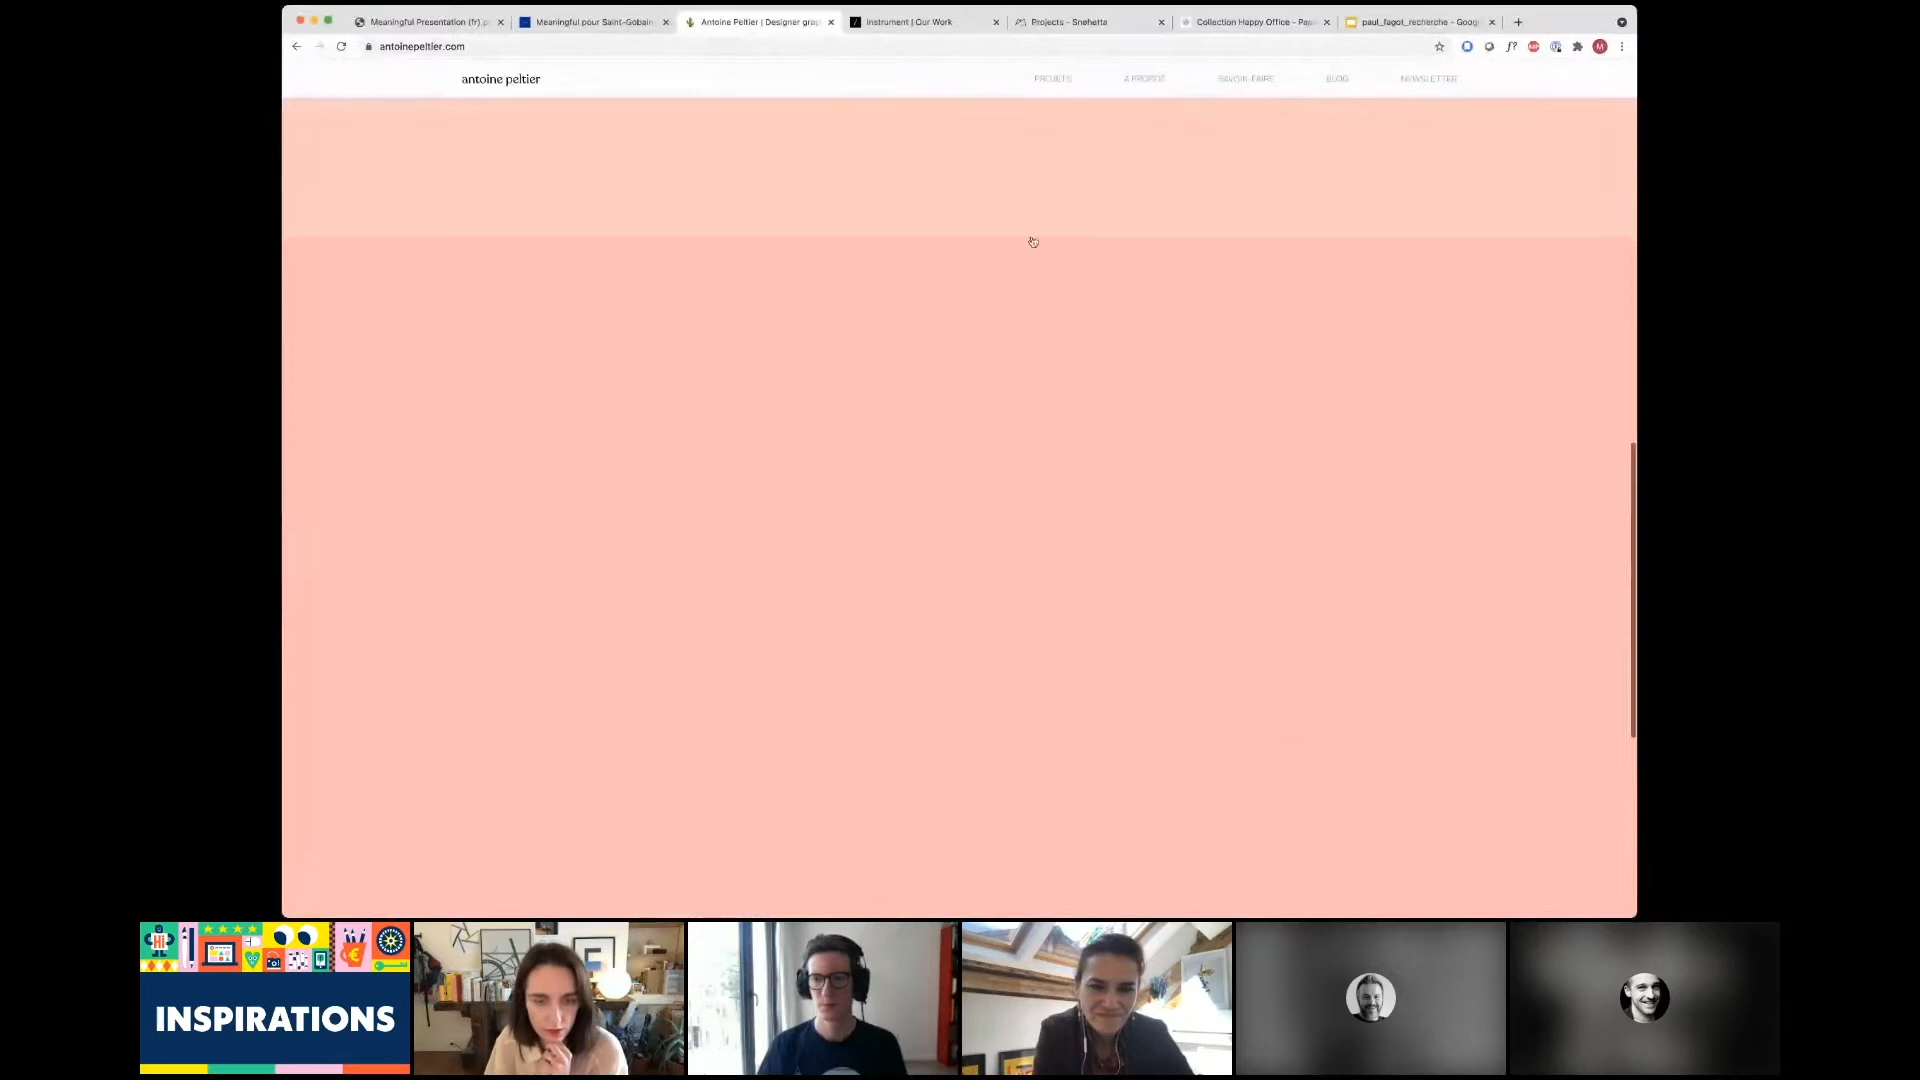 Meaningful Presentation (fr).p
Meaningful pour Saint-Gobain
Antoine Peltier | Designer grap
Instrument | Our Work
Projects - Snøhetta
Collection Happy Office - Pap
paul_fagot_recherche - Googl
antoinepeltier.com
f?
ABP
M
antoine peltier
PROJETS
À PROPOS
SAVOIR-FAIRE
BLOG
NEWSLETTER
Hi
INSPIRATIONS